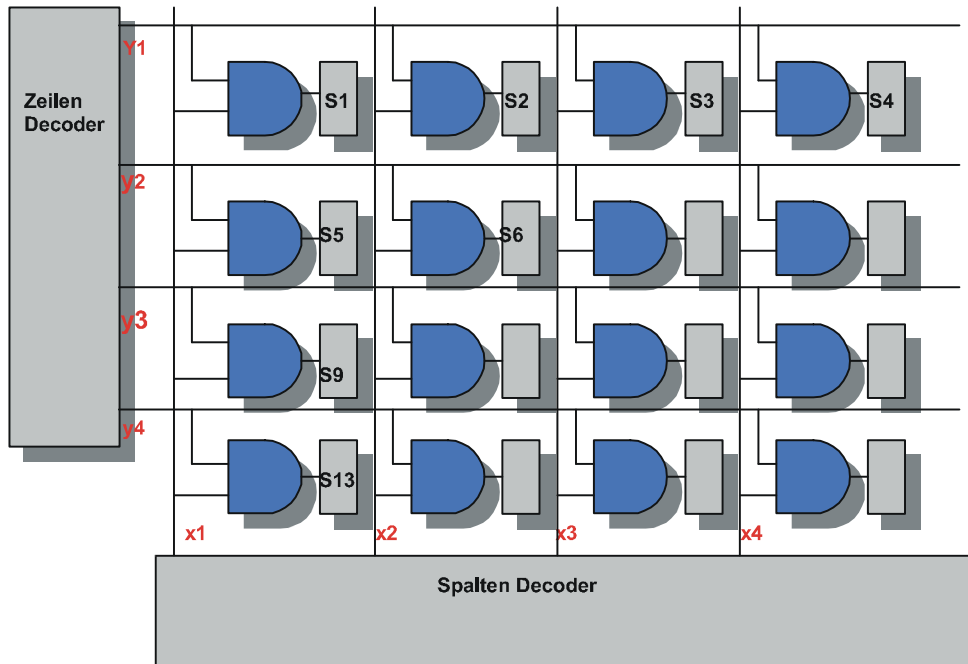 Zeilen
Decoder
Y1
S1
S2
S3
S4
y2
S5
S6
y3
S9
y4
S13
x1
x2
x3
x4
Spalten Decoder